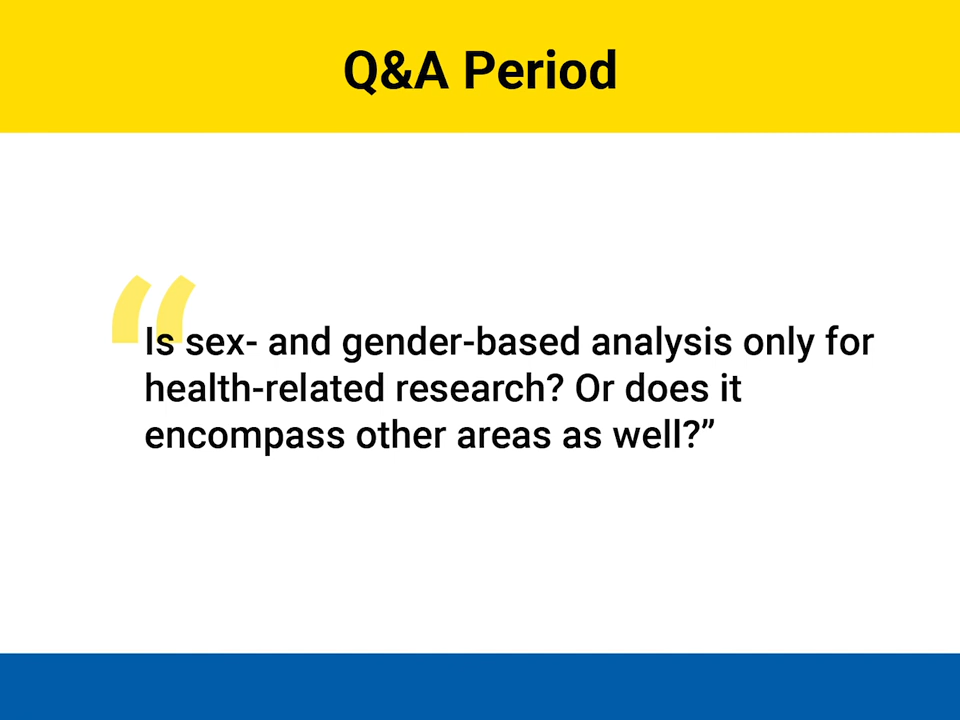 Q&A Period
“Is sex- and gender-based analysis only for
health-related research? Or does it
encompass other areas as well?”